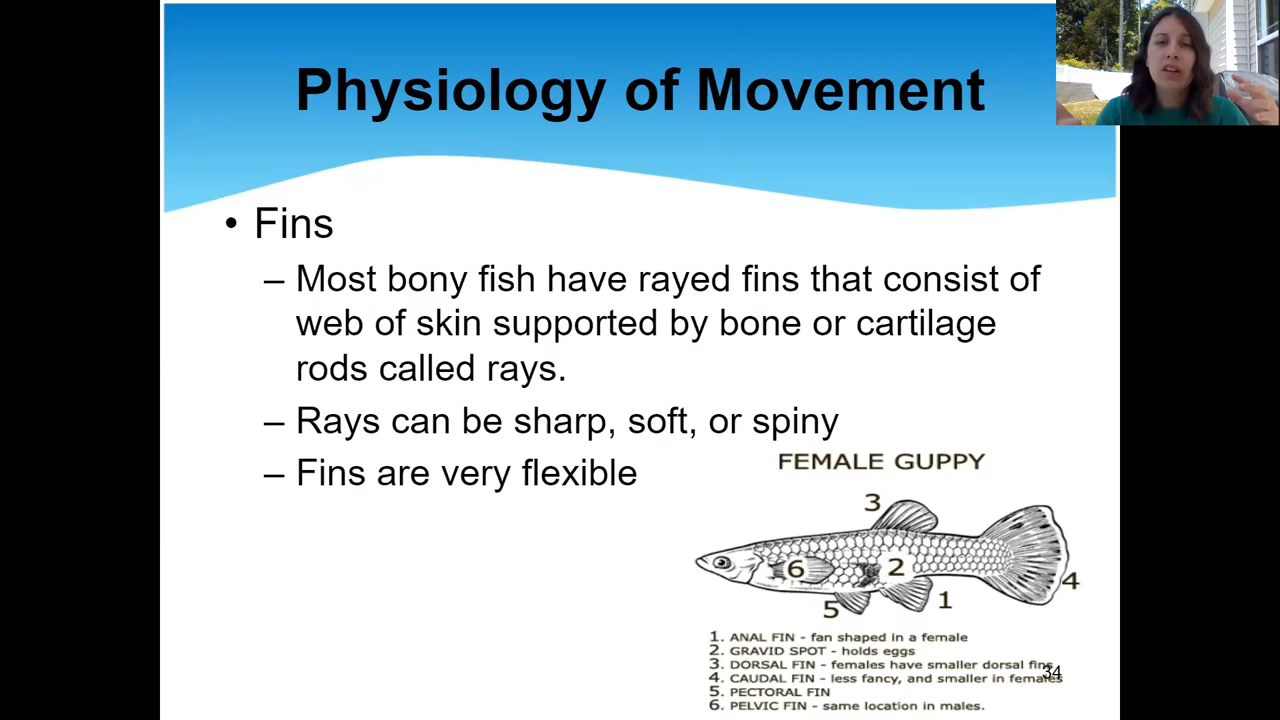 Physiology of Movement
• Fins
– Most bony fish have rayed fins that consist of
web of skin supported by bone or cartilage
rods called rays.
– Rays can be sharp, soft, or spiny
– Fins are very flexible
FEMALE GUPPY
3
6
2
4
5
1
1. ANAL FIN - fan shaped in a female
2. GRAVID SPOT - holds eggs
3. DORSAL FIN - females have smaller dorsal fins
4. CAUDAL FIN - less fancy, and smaller in females
5. PECTORAL FIN
6. PELVIC FIN - same location in males.
34